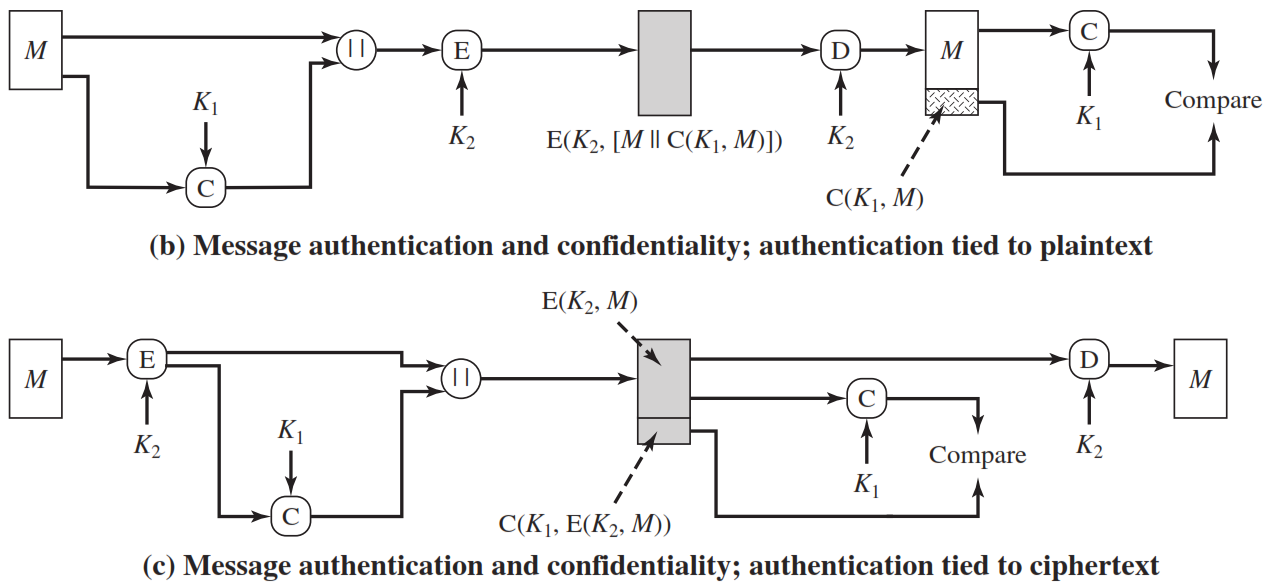 M
||
E
D
M
C
K₁
K₂
E(K₂, [M || C(K₁, M)])
K₂
K₁
Compare
C
C(K₁, M)
(b) Message authentication and confidentiality; authentication tied to plaintext
E(K₂, M)
M
E
||
D
M
K₂
K₁
C
Compare
K₂
K₁
C
C(K₁, E(K₂, M))
(c) Message authentication and confidentiality; authentication tied to ciphertext